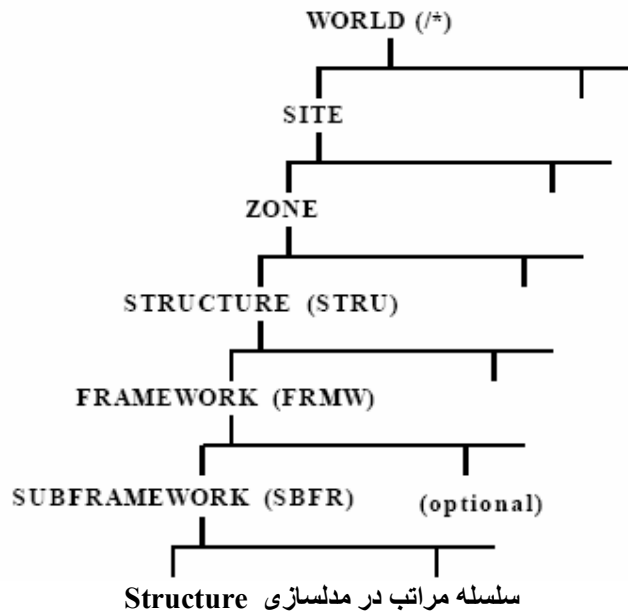 WORLD (/*)
SITE
ZONE
STRUCTURE (STRU)
FRAMEWORK (FRMW)
SUBFRAMEWORK (SBFR) (optional)
سلسله مراتب در مدلسازی Structure